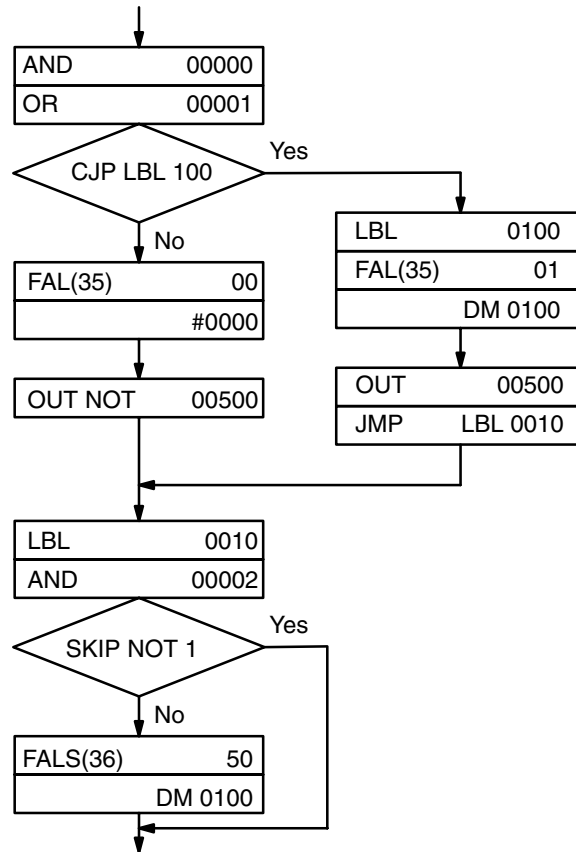 AND 00000
OR 00001
CJP LBL 100
Yes
No
FAL(35) 00
#0000
OUT NOT 00500
LBL 0100
FAL(35) 01
DM 0100
OUT 00500
JMP LBL 0010
LBL 0010
AND 00002
SKIP NOT 1
Yes
No
FALS(36) 50
DM 0100